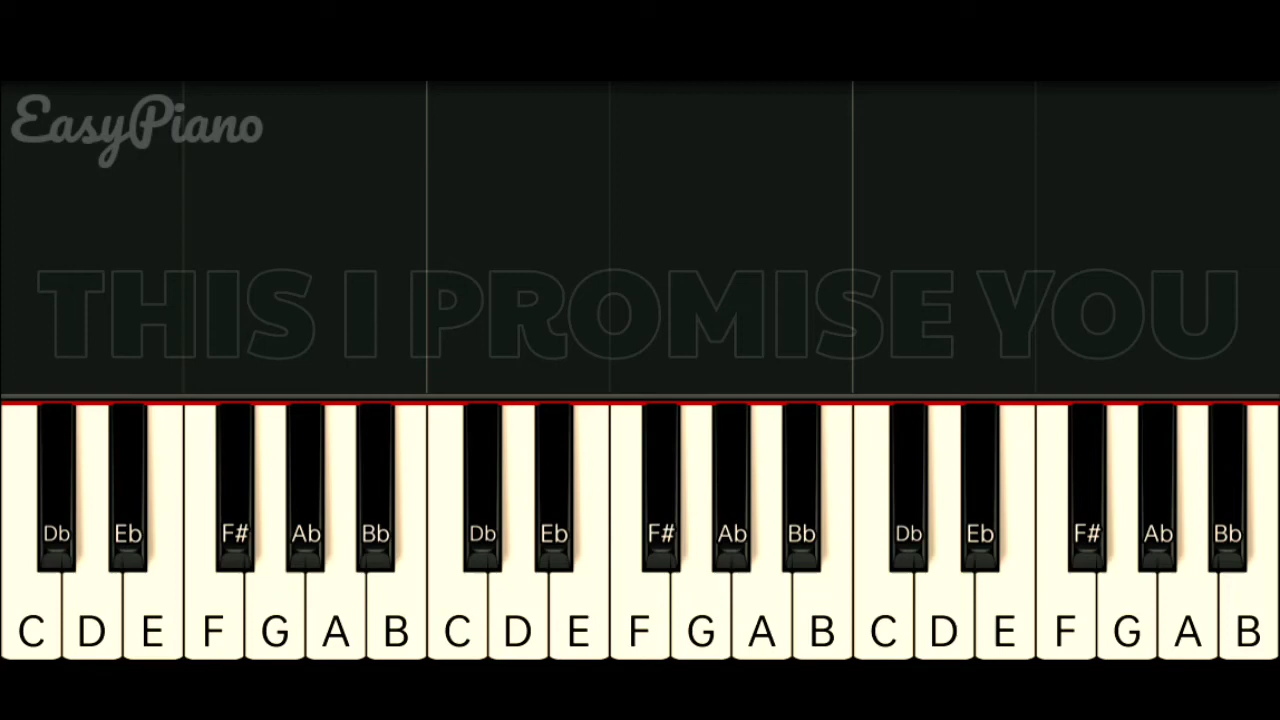 EasyPiano
THIS I PROMISE YOU
Db Eb F# Ab Bb Db Eb F# Ab Bb Db Eb F# Ab Bb
C D E F G A B C D E F G A B C D E F G A B